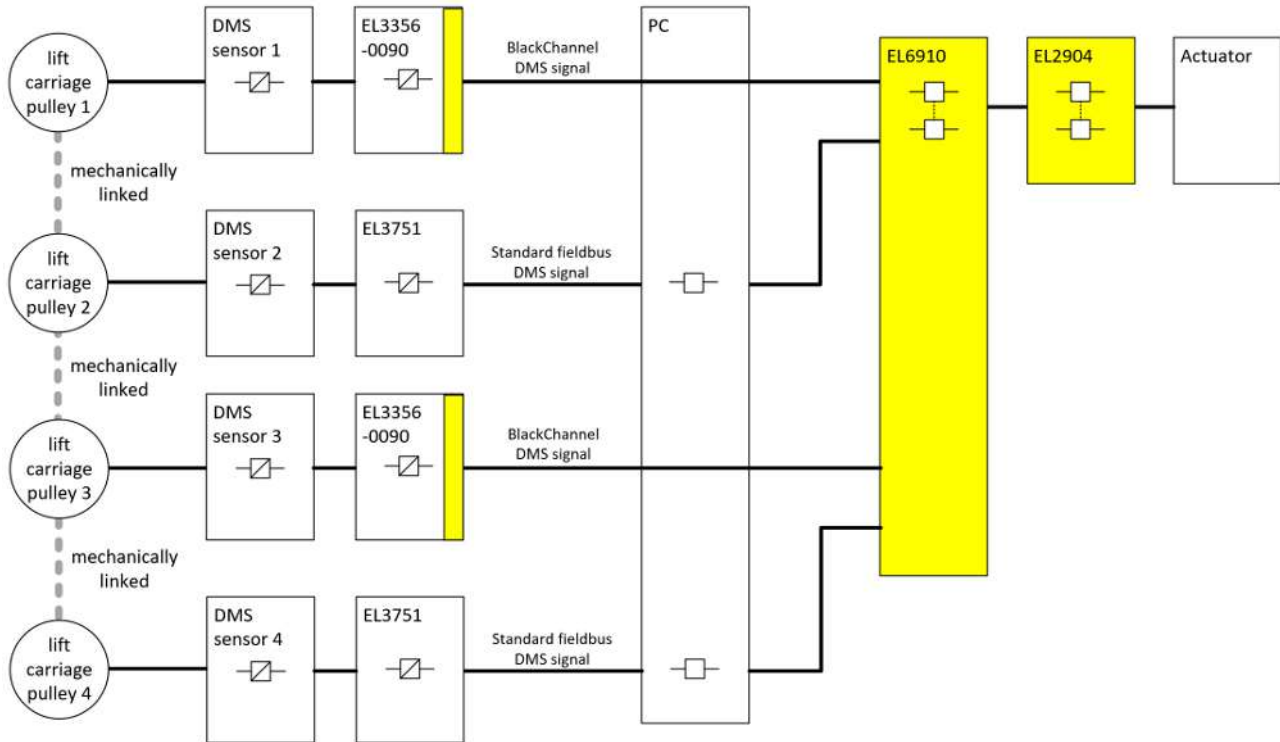 lift
carriage
pulley 1
DMS
sensor 1
EL3356
-0090
BlackChannel
DMS signal
PC
EL6910
EL2904
Actuator
mechanically
linked
lift
carriage
pulley 2
DMS
sensor 2
EL3751
Standard fieldbus
DMS signal
mechanically
linked
lift
carriage
pulley 3
DMS
sensor 3
EL3356
-0090
BlackChannel
DMS signal
mechanically
linked
lift
carriage
pulley 4
DMS
sensor 4
EL3751
Standard fieldbus
DMS signal